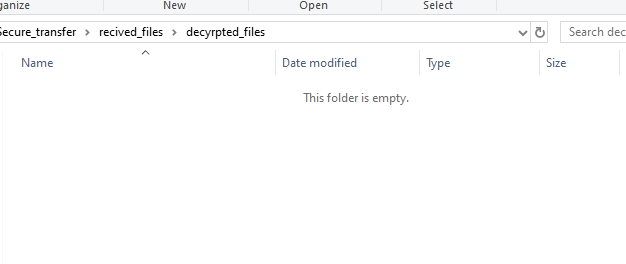 ganize New Open Select
Secure_transfer > recived_files > decyrpted_files Search dec
Name Date modified Type Size
This folder is empty.